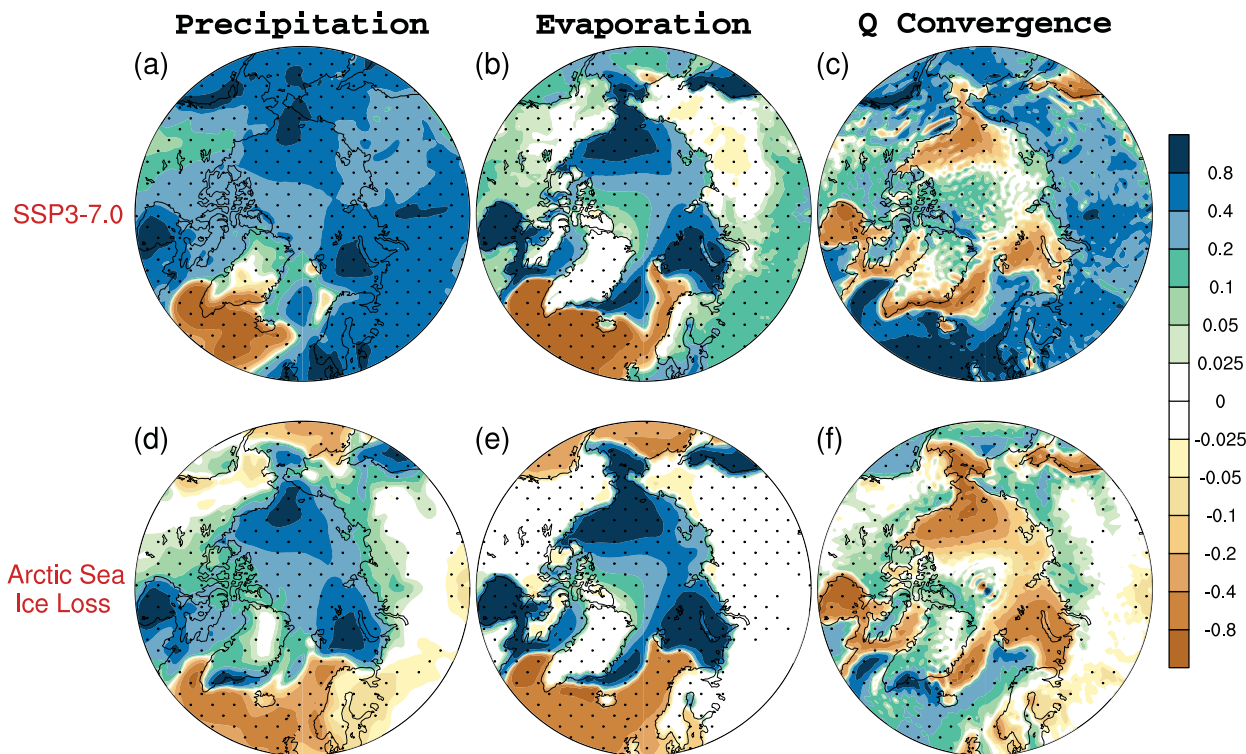 Precipitation Evaporation Q Convergence
(a) (b) (c)
SSP3-7.0
(d) (e) (f)
Arctic Sea
Ice Loss
0.8
0.4
0.2
0.1
0.05
0.025
0
-0.025
-0.05
-0.1
-0.2
-0.4
-0.8